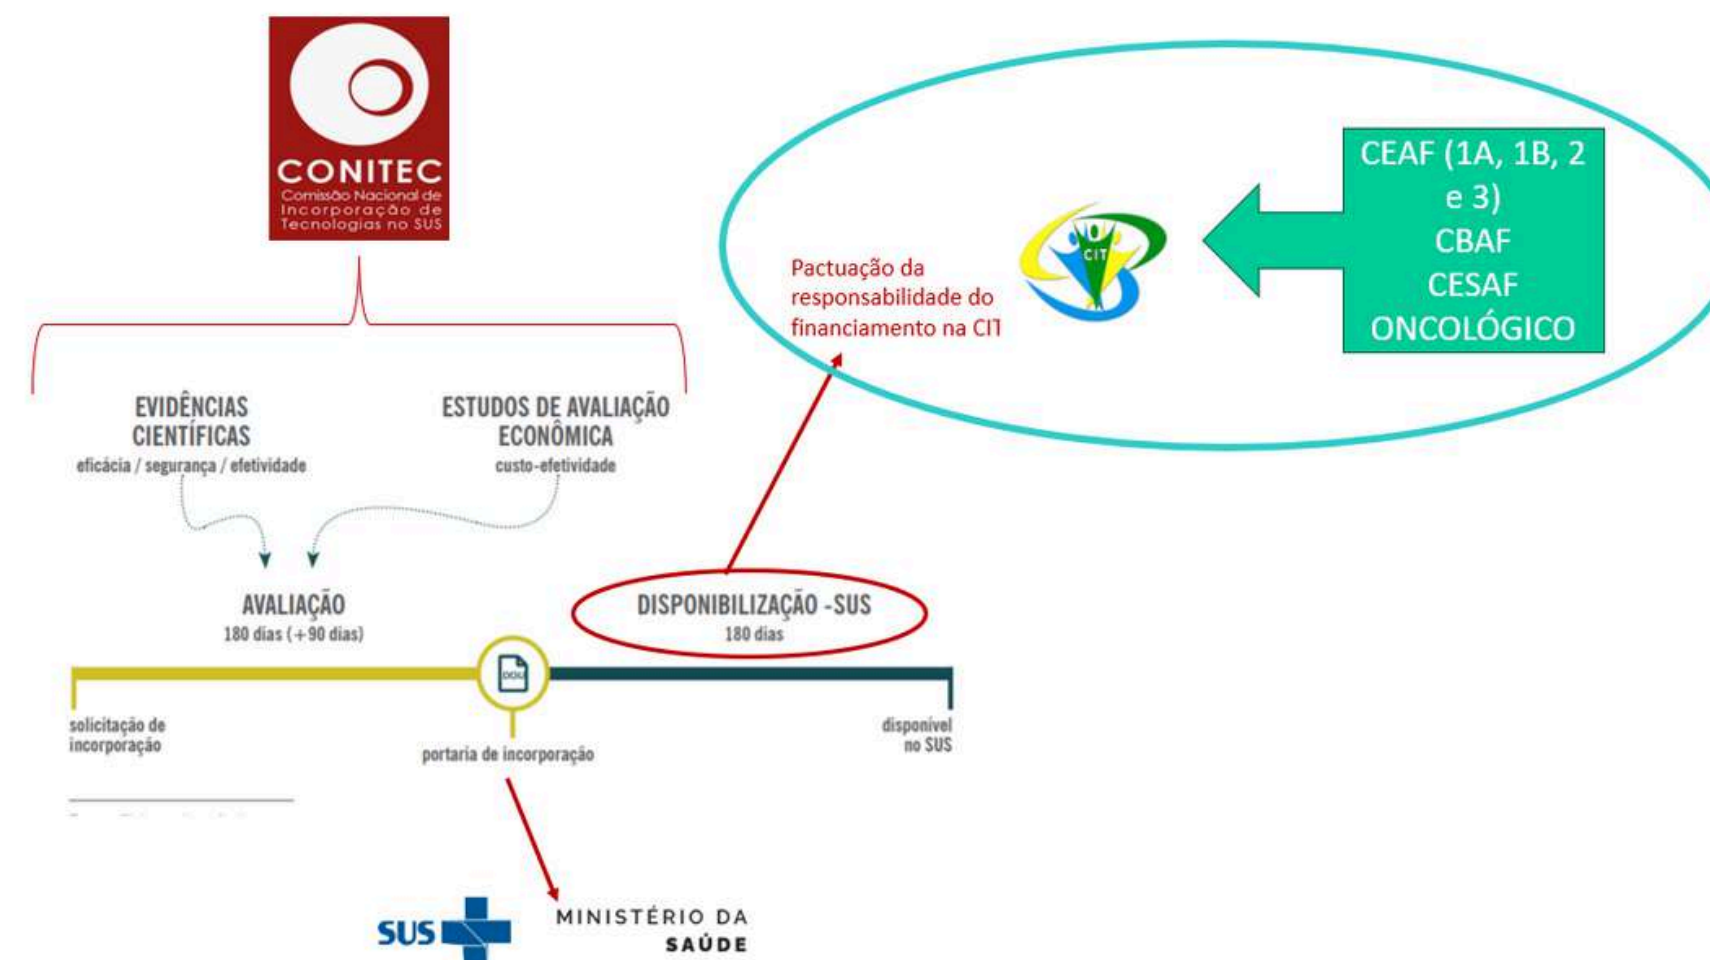 CONITEC
Comissão Nacional de
Incorporação de
Tecnologias no SUS
CEAF (1A, 1B, 2
e 3)
CBAF
CESAF
ONCOLÓGICO
CIT
Pactuação da
responsabilidade do
financiamento na CIT
EVIDÊNCIAS
CIENTÍFICAS
eficácia / segurança / efetividade
ESTUDOS DE AVALIAÇÃO
ECONÔMICA
custo-efetividade
AVALIAÇÃO
180 dias (+90 dias)
DISPONIBILIZAÇÃO -SUS
180 dias
DOU
solicitação de
incorporação
portaria de incorporação
disponível
no SUS
SUS
MINISTÉRIO DA
SAÚDE